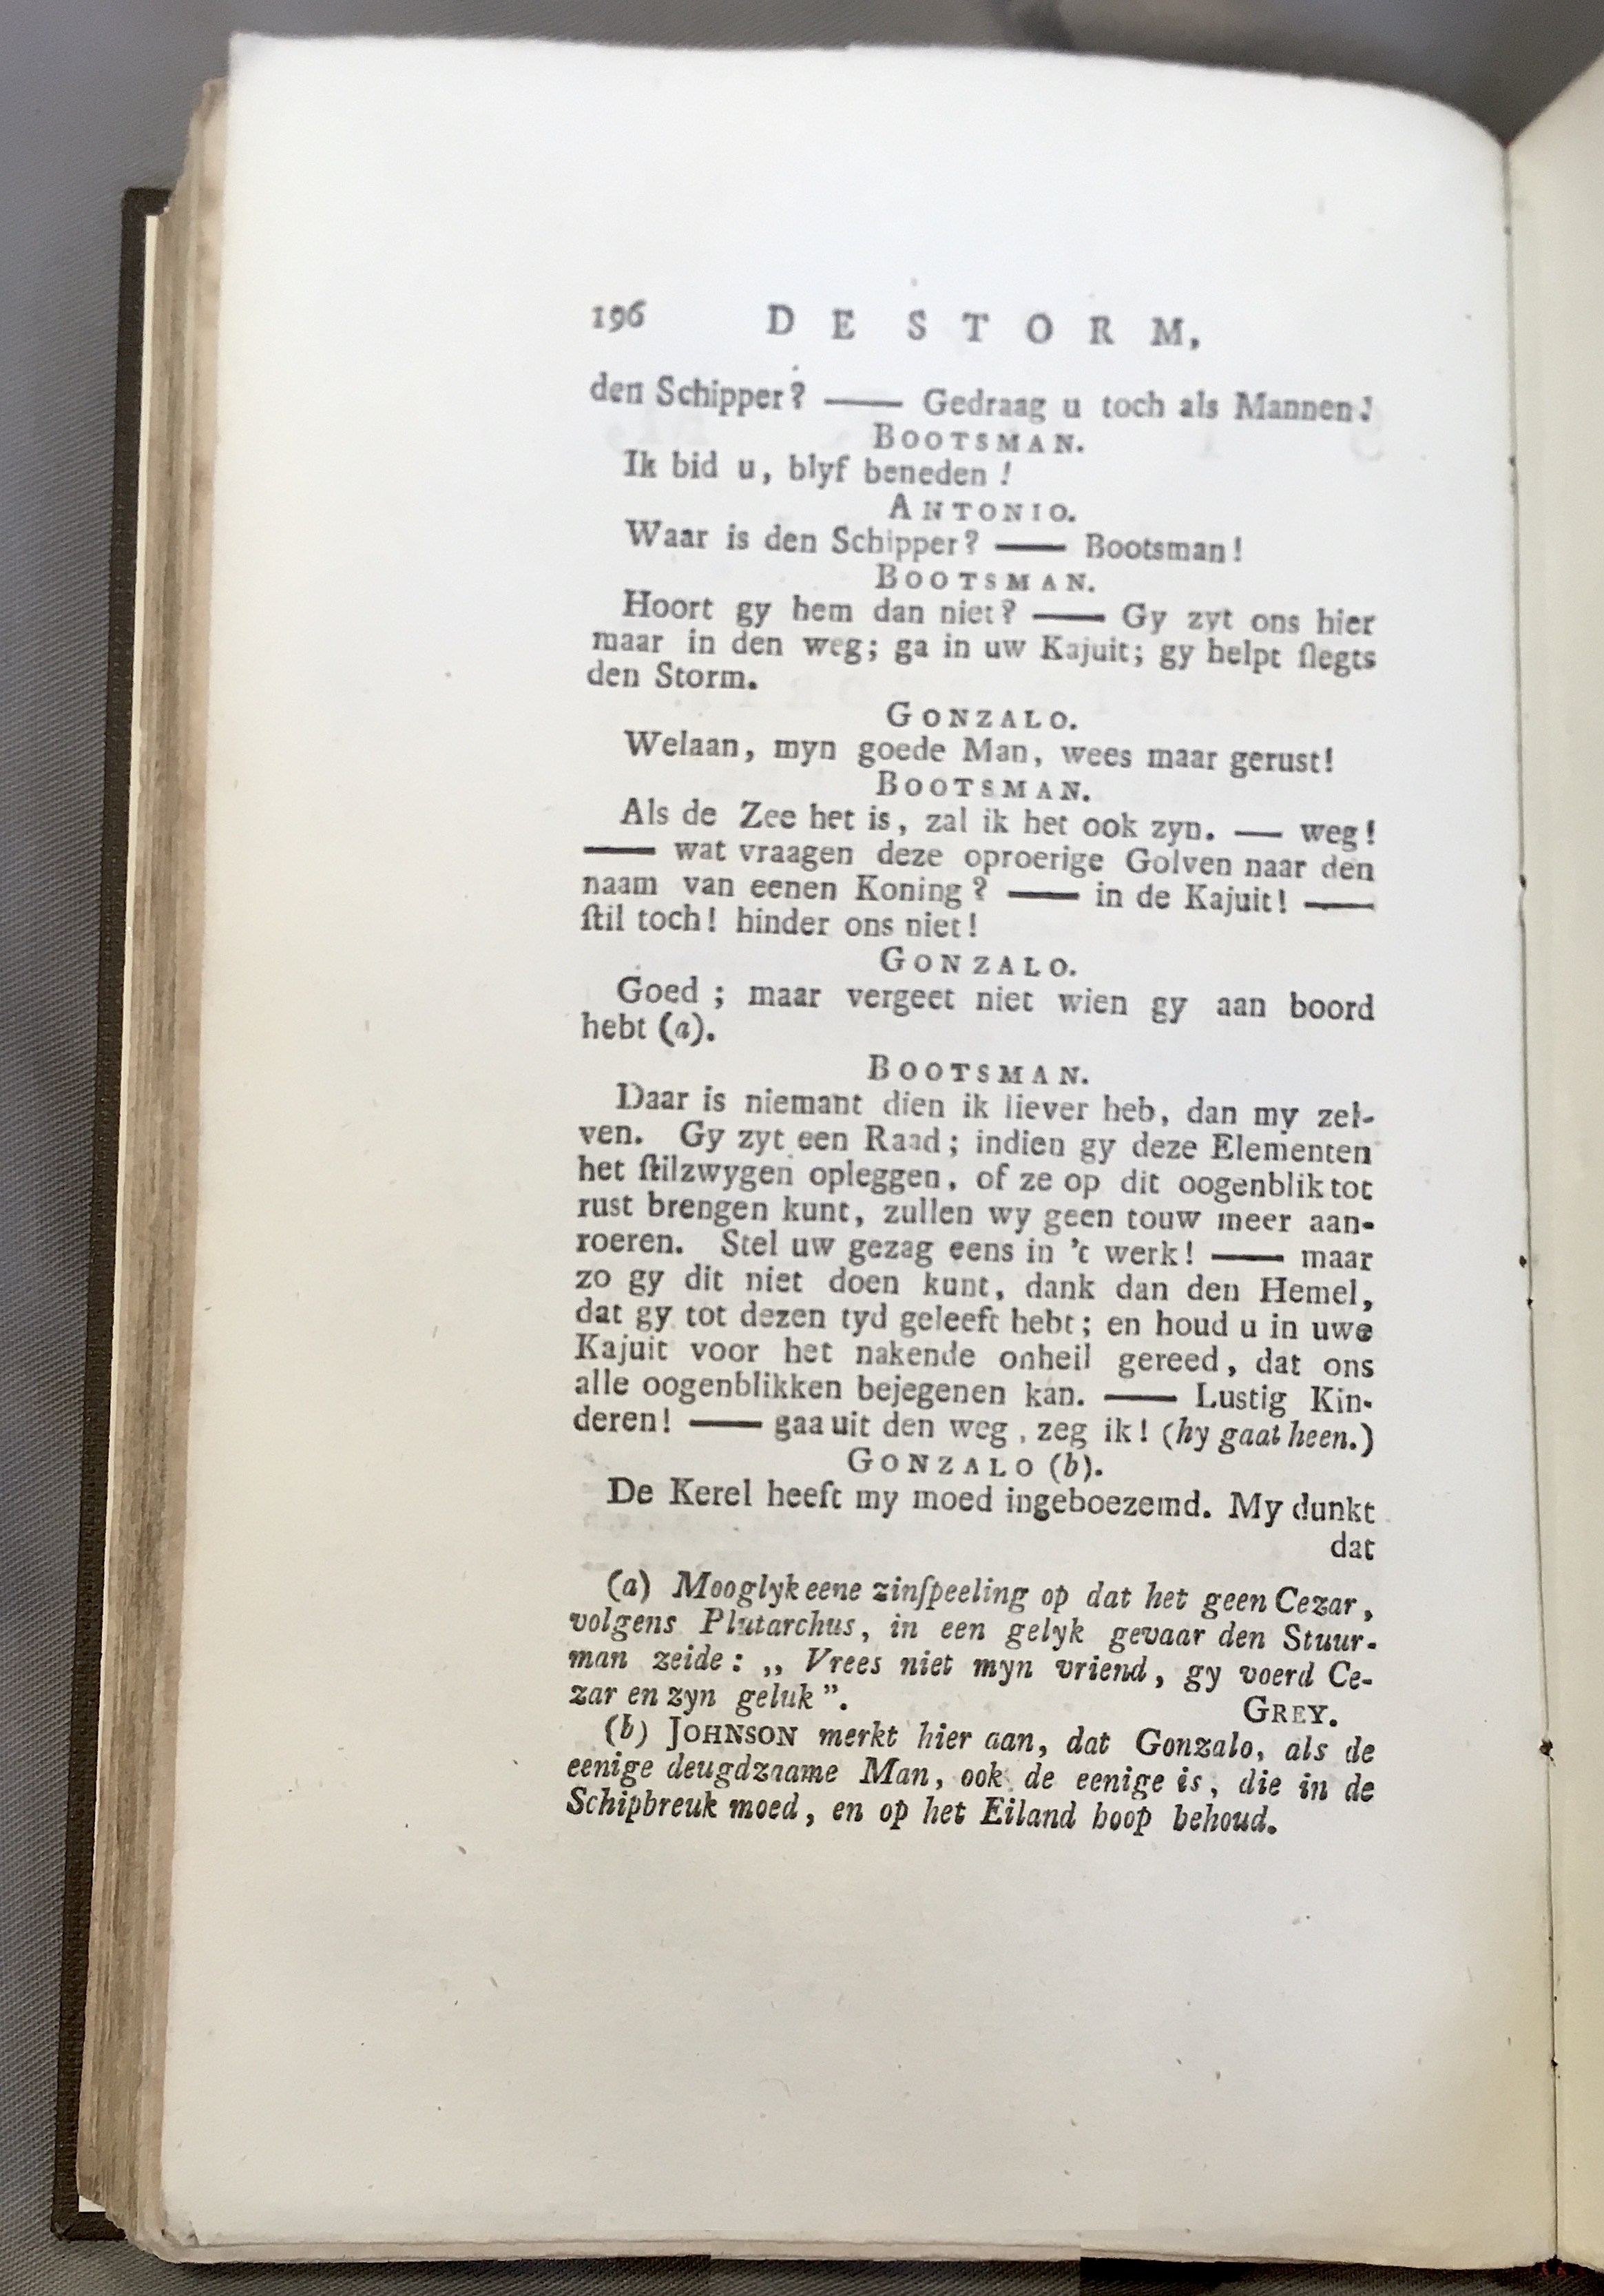 196 DE STORM,
den Schipper? —— Gedraag u toch als Mannen!
BOOTSMAN.
Ik bid u, blyf beneden!
ANTONIO.
Waar is den Schipper? —— Bootsman!
BOOTSMAN.
Hoort gy hem dan niet? —— Gy zyt ons hier
maar in den weg; ga in uw Kajuit; gy helpt ſlegts
den Storm.
GONZALO.
Welaan, myn goede Man, wees maar gerust!
BOOTSMAN.
Als de Zee het is, zal ik het ook zyn. — weg!
—— wat vraagen deze oproerige Golven naar den
naam van eenen Koning? —— in de Kajuit! ——
ſtil toch! hinder ons niet!
GONZALO.
Goed; maar vergeet niet wien gy aan boord
hebt (a).
BOOTSMAN.
Daar is niemant dien ik liever heb, dan my zel-
ven. Gy zyt een Raad; indien gy deze Elementen
het ſtilzwygen opleggen, of ze op dit oogenblik tot
rust brengen kunt, zullen wy geen touw meer aan-
roeren. Stel uw gezag eens in 't werk! —— maar
zo gy dit niet doen kunt, dank dan den Hemel,
dat gy tot dezen tyd geleeft hebt; en houd u in uwe
Kajuit voor het nakende onheil gereed, dat ons
alle oogenblikken bejegenen kan. —— Lustig Kin-
deren! —— gaa uit den weg, zeg ik! (hy gaat heen.)
GONZALO (b).
De Kerel heeft my moed ingeboezemd. My dunkt
dat
(a) Mooglyk eene zinſpeeling op dat het geen Cezar,
volgens Plutarchus, in een gelyk gevaar den Stuur-
man zeide: „ Vrees niet myn vriend, gy voerd Ce-
zar en zyn geluk”. GREY.
(b) JOHNSON merkt hier aan, dat Gonzalo, als de
eenige deugdzaame Man, ook de eenige is, die in de
Schipbreuk moed, en op het Eiland hoop behoud.